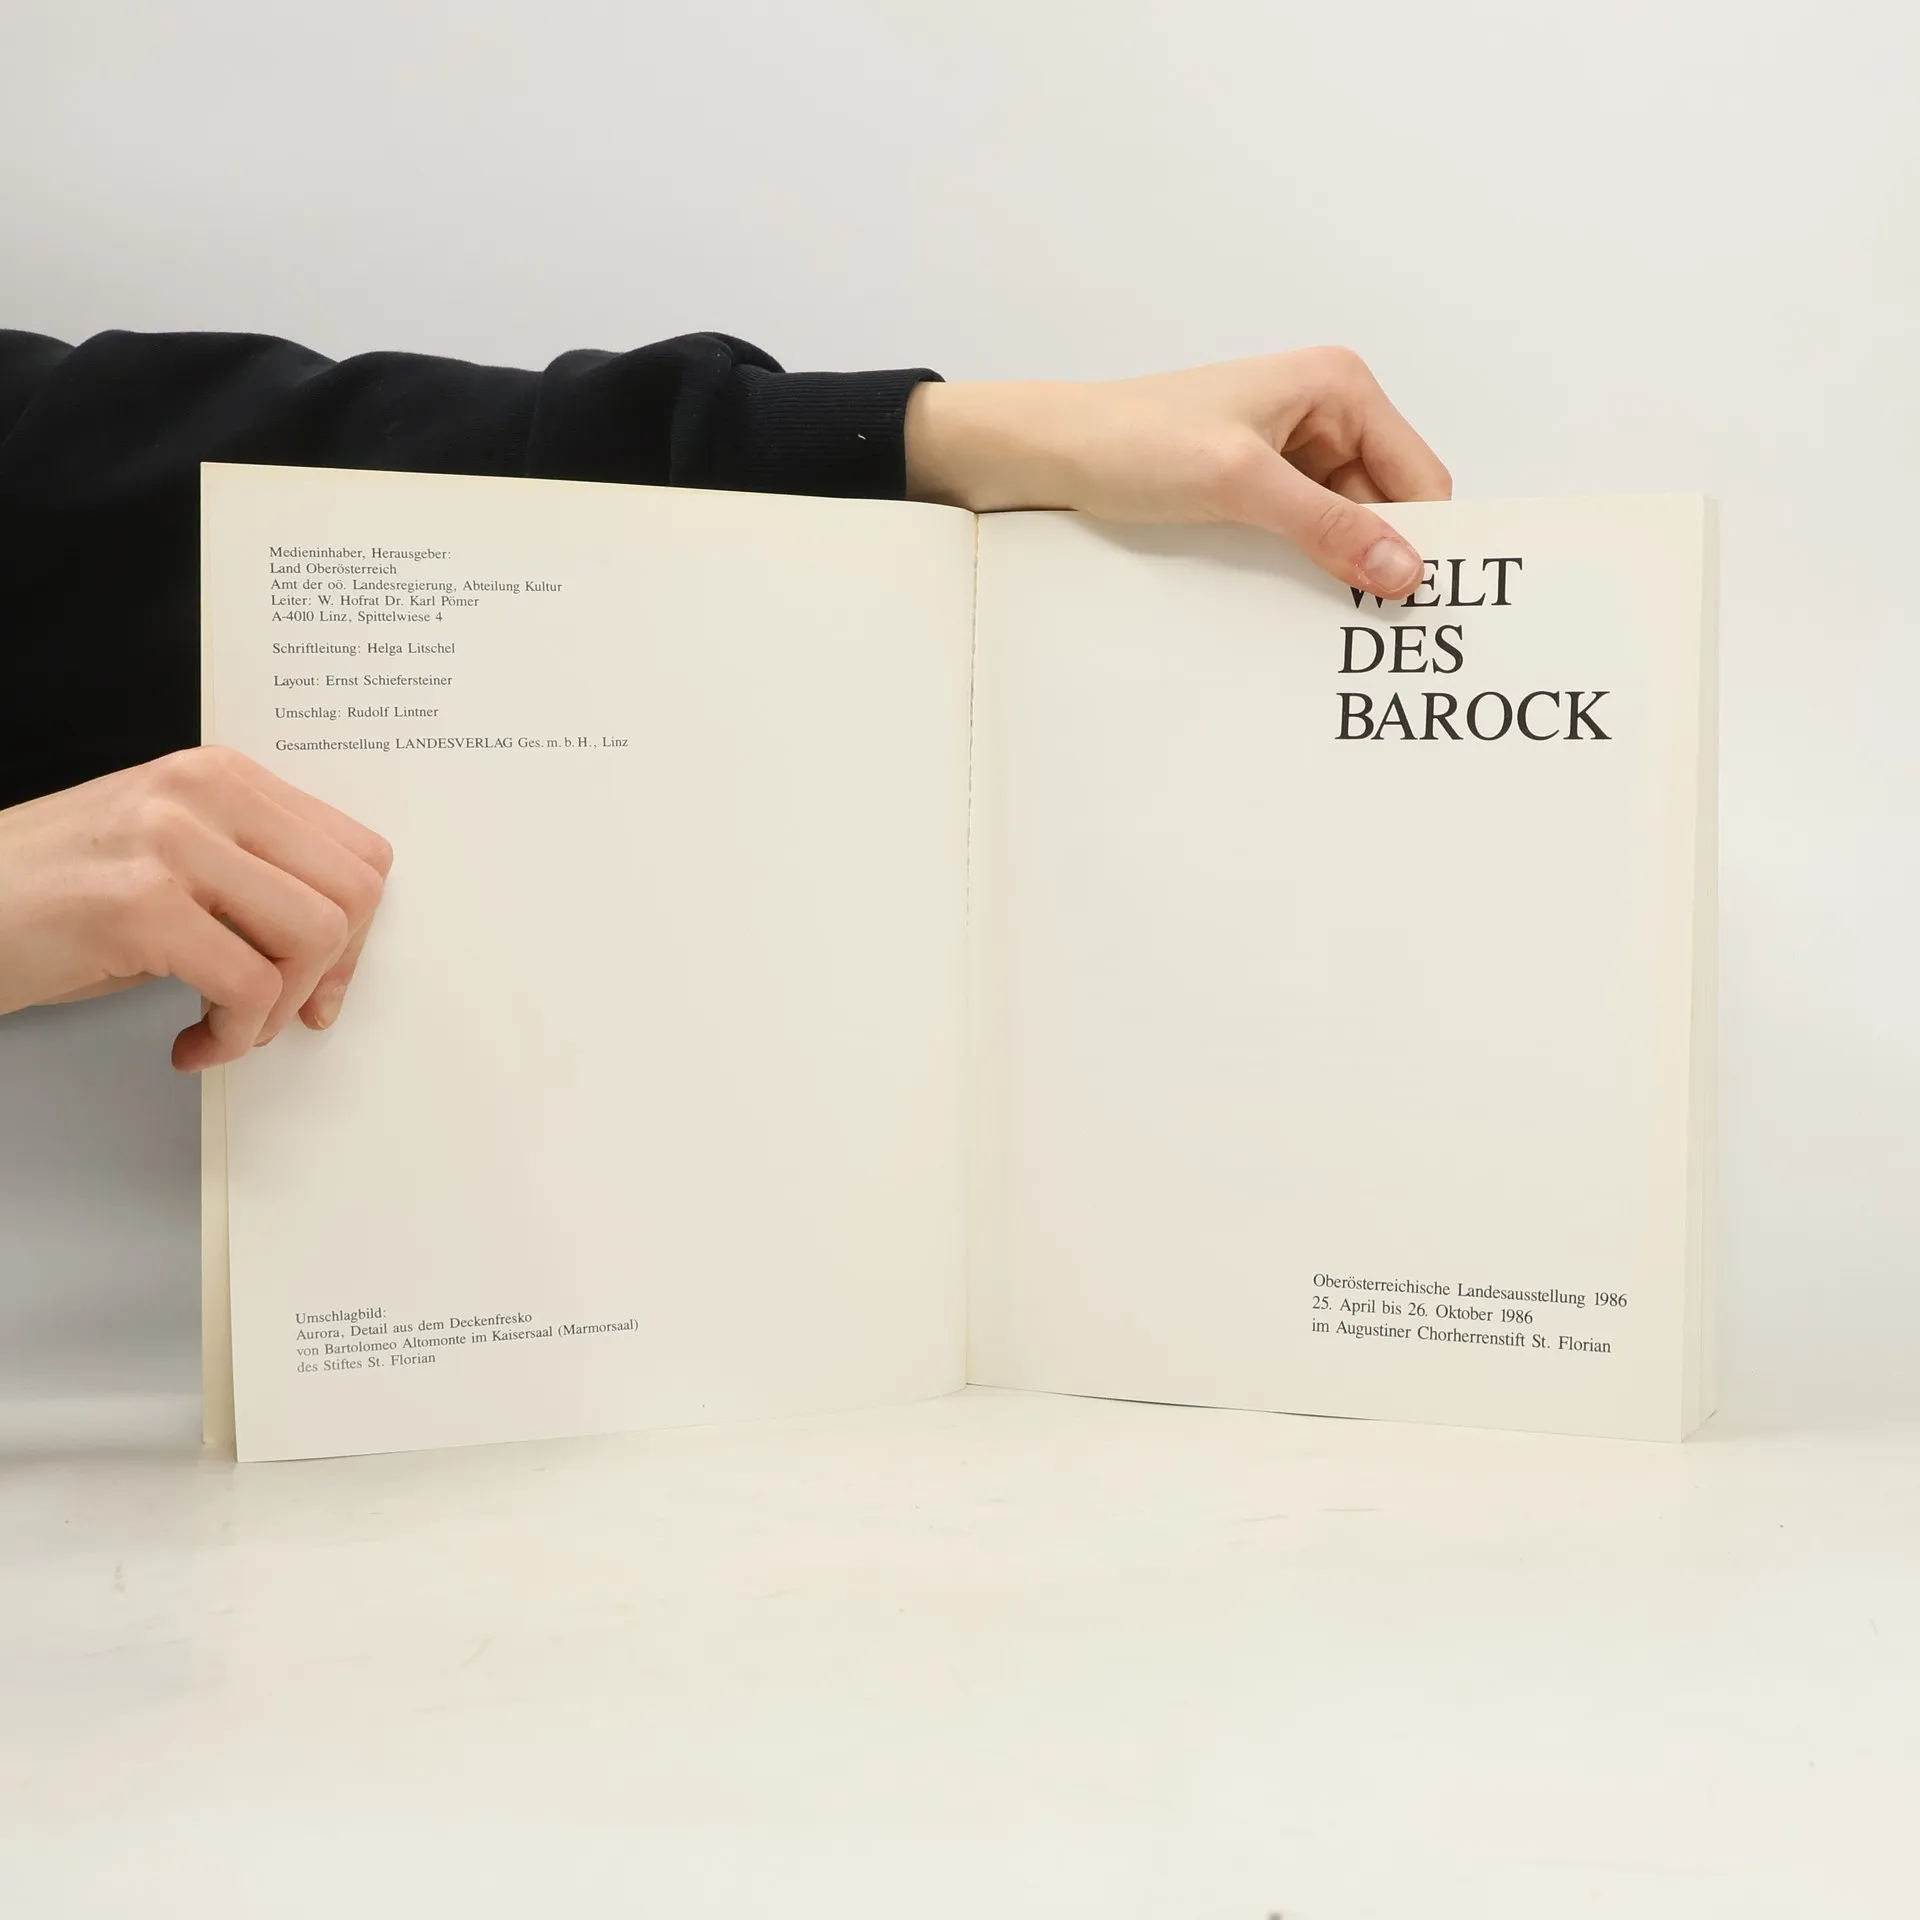 Medieninhaber, Herausgeber:
Land Oberösterreich
Amt der oö. Landesregierung, Abteilung Kultur
Leiter: W. Hofrat Dr. Karl Pömer
A-4010 Linz, Spittelwiese 4
Schriftleitung: Helga Litschel
Layout: Ernst Schiefersteiner
Umschlag: Rudolf Lintner
Gesamtherstellung LANDESVERLAG Ges. m. b. H., Linz
Umschlagbild:
Aurora, Detail aus dem Deckenfresko
von Bartolomeo Altomonte im Kaisersaal (Marmorsaal)
des Stiftes St. Florian
WELT
DES
BAROCK
Oberösterreichische Landesausstellung 1986
25. April bis 26. Oktober 1986
im Augustiner Chorherrenstift St. Florian